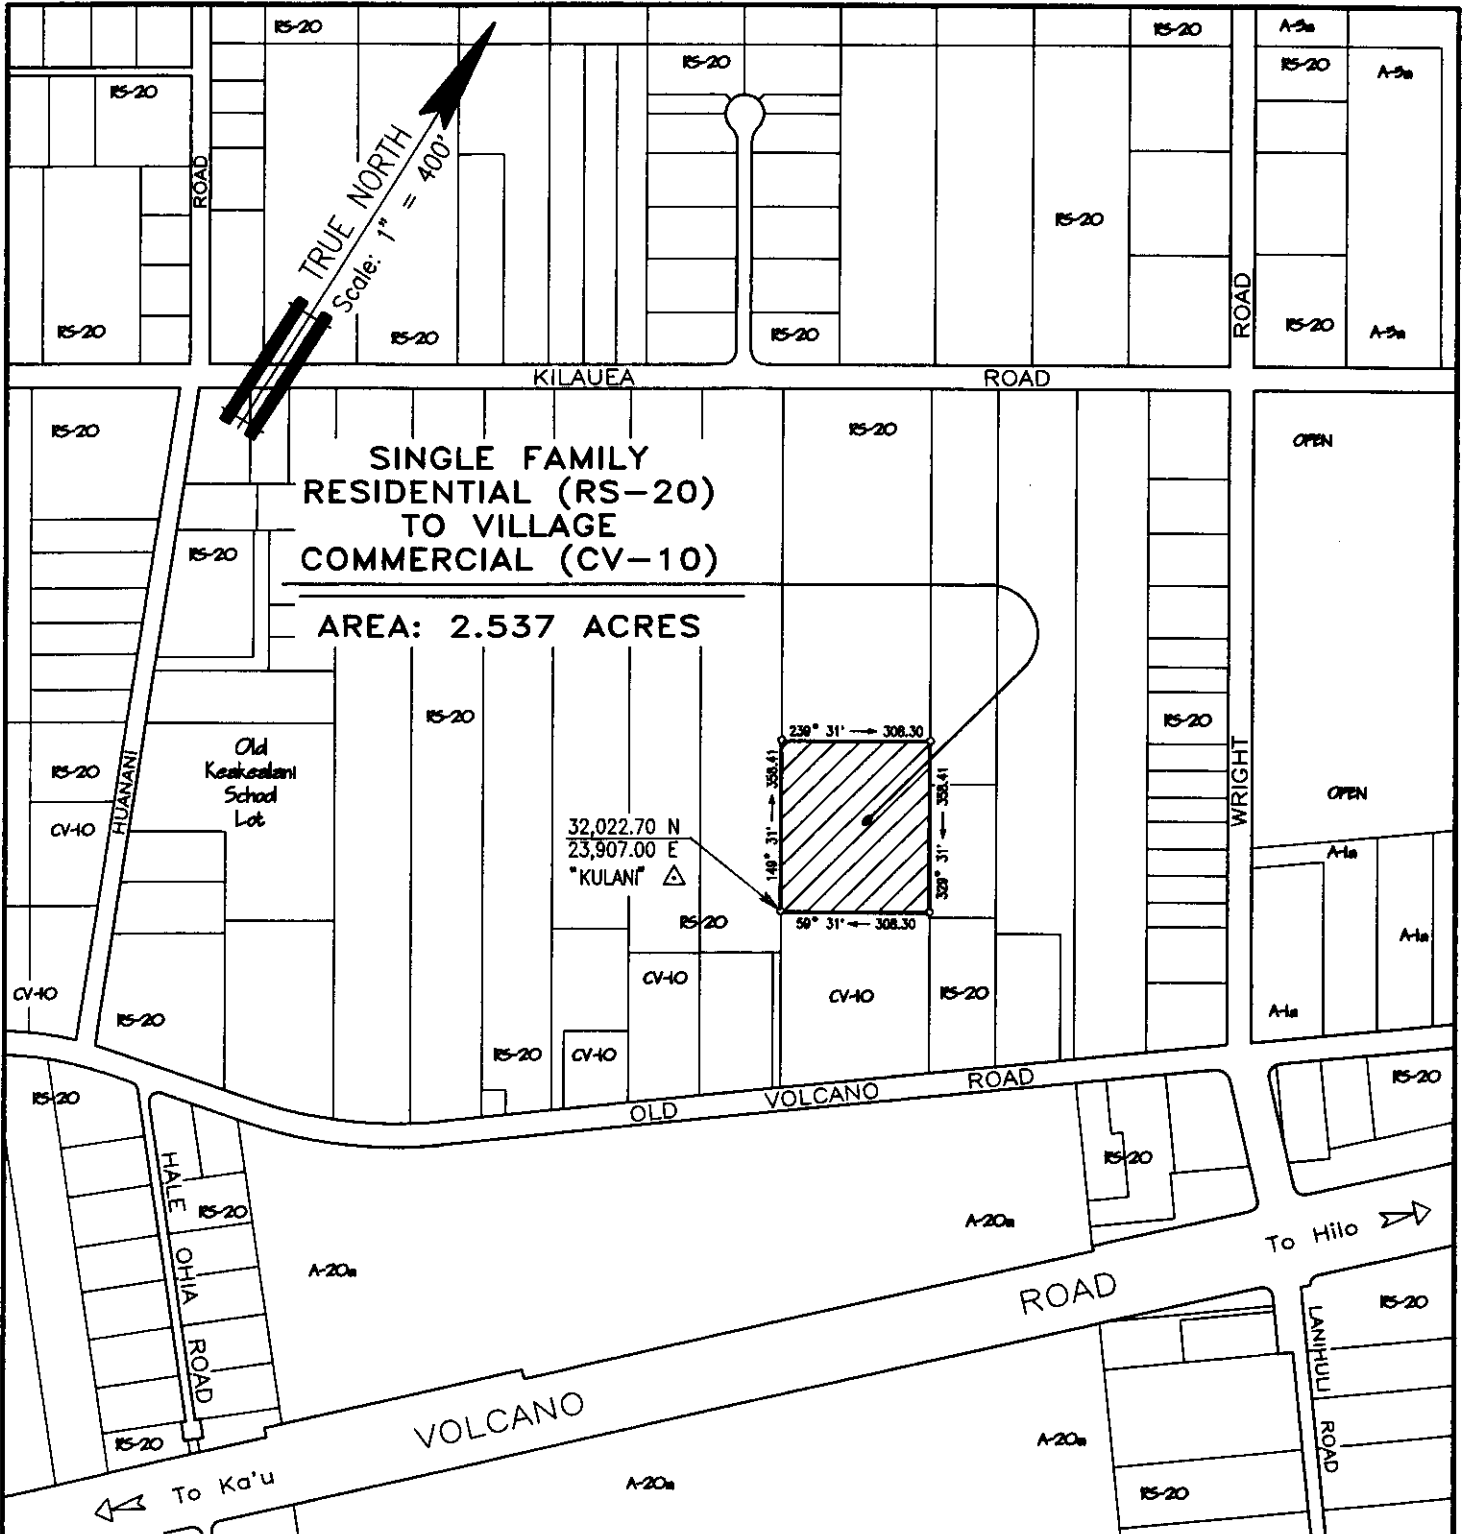 RS-20
RS-20
A-5a
RS-20
RS-20
A-5a
RS-20
ROAD
TRUE NORTH
Scale: 1" = 400'
RS-20
ROAD
RS-20
RS-20
RS-20
RS-20
A-5a
KILAUEA ROAD
RS-20
RS-20
OPEN
SINGLE FAMILY
RESIDENTIAL (RS-20)
TO VILLAGE
COMMERCIAL (CV-10)
AREA: 2.537 ACRES
RS-20
RS-20
RS-20
Old
Keakealani
School
Lot
RS-20
HUANANI
CV-10
239° 31' 308.30
149° 31' 358.41
329° 31' 358.41
59° 31' 308.30
32,022.70 N
23,907.00 E
"KULANI"
WRIGHT
OPEN
A-1a
RS-20
A-1a
CV-10
CV-10
CV-10
RS-20
A-1a
RS-20
RS-20
CV-10
OLD VOLCANO ROAD
RS-20
RS-20
RS-20
HALE OHIA ROAD
RS-20
A-20a
A-20a
To Hilo
VOLCANO ROAD
RS-20
LANIHULI ROAD
RS-20
A-20a
To Ka'u
A-20a
RS-20